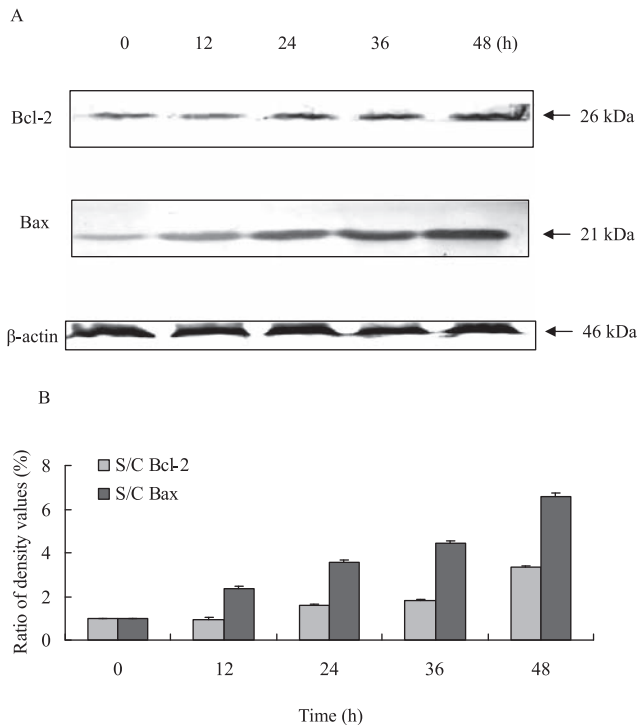 A
0 12 24 36 48 (h)
Bcl-2 26 kDa
Bax 21 kDa
β-actin 46 kDa
B
Ratio of density values (%)
8
6
4
2
0
S/C Bcl-2
S/C Bax
0 12 24 36 48
Time (h)